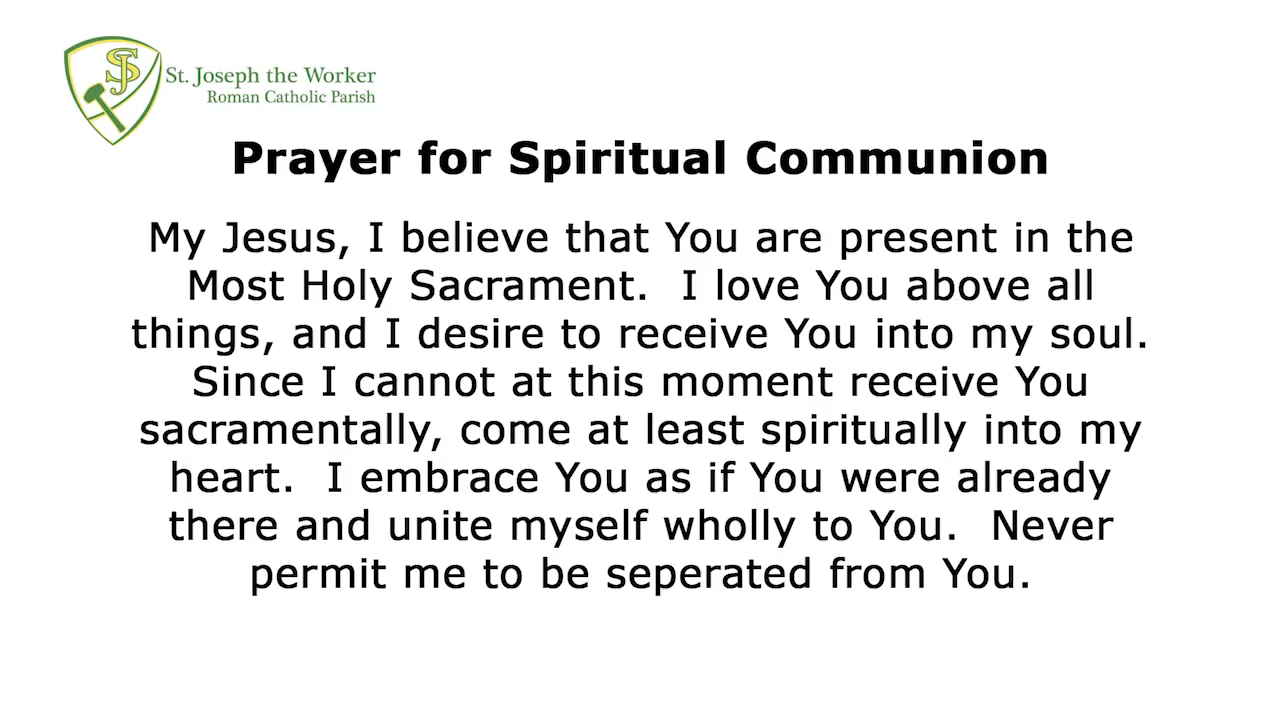 SJ
St. Joseph the Worker
Roman Catholic Parish
Prayer for Spiritual Communion
My Jesus, I believe that You are present in the
Most Holy Sacrament.  I love You above all
things, and I desire to receive You into my soul.
Since I cannot at this moment receive You
sacramentally, come at least spiritually into my
heart.  I embrace You as if You were already
there and unite myself wholly to You.  Never
permit me to be seperated from You.